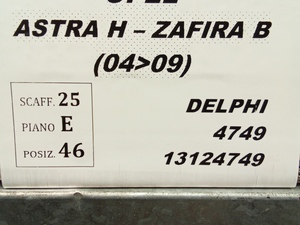 ASTRA H – ZAFIRA B
(04>09)
SCAFF. 25
PIANO E
POSIZ. 46
DELPHI
4749
13124749